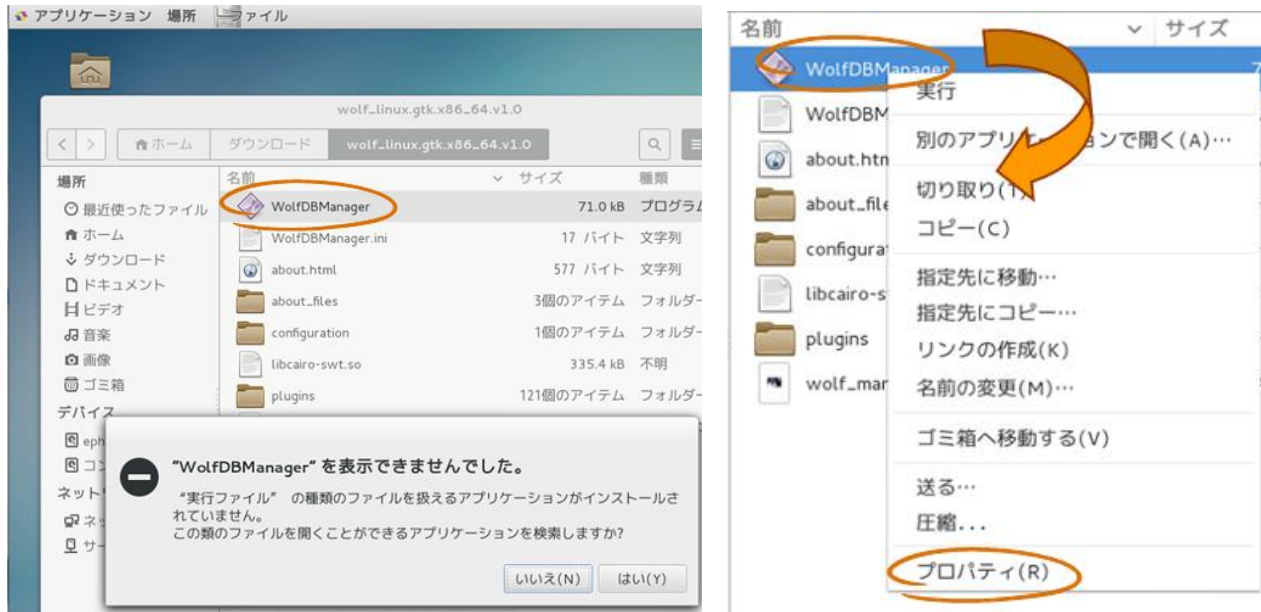 アプリケーション 場所 ファイル
wolf_linux.gtk.x86_64.v1.0
ホーム ダウンロード wolf_linux.gtk.x86_64.v1.0
場所
最近使ったファイル
ホーム
ダウンロード
ドキュメント
ビデオ
音楽
画像
ゴミ箱
デバイス
eph
コン
ネット
ネッ
サー
名前 サイズ 種類
WolfDBManager 71.0 kB プログラム
WolfDBManager.ini 17 バイト 文字列
about.html 577 バイト 文字列
about_files 3個のアイテム フォルダー
configuration 1個のアイテム フォルダー
libcairo-swt.so 335.4 kB 不明
plugins 121個のアイテム フォルダー
"WolfDBManager" を表示できませんでした。
"実行ファイル" の種類のファイルを扱えるアプリケーションがインストールさ
れていません。
この類のファイルを開くことができるアプリケーションを検索しますか?
いいえ(N) はい(Y)
名前 サイズ
WolfDBManager 7
WolfDBM
about.htm
about_file
configura
libcairo-s
plugins
wolf_mar
実行
別のアプリケーションで開く(A)…
切り取り(T)
コピー(C)
指定先に移動…
指定先にコピー…
リンクの作成(K)
名前の変更(M)…
ゴミ箱へ移動する(V)
送る…
圧縮...
プロパティ(R)